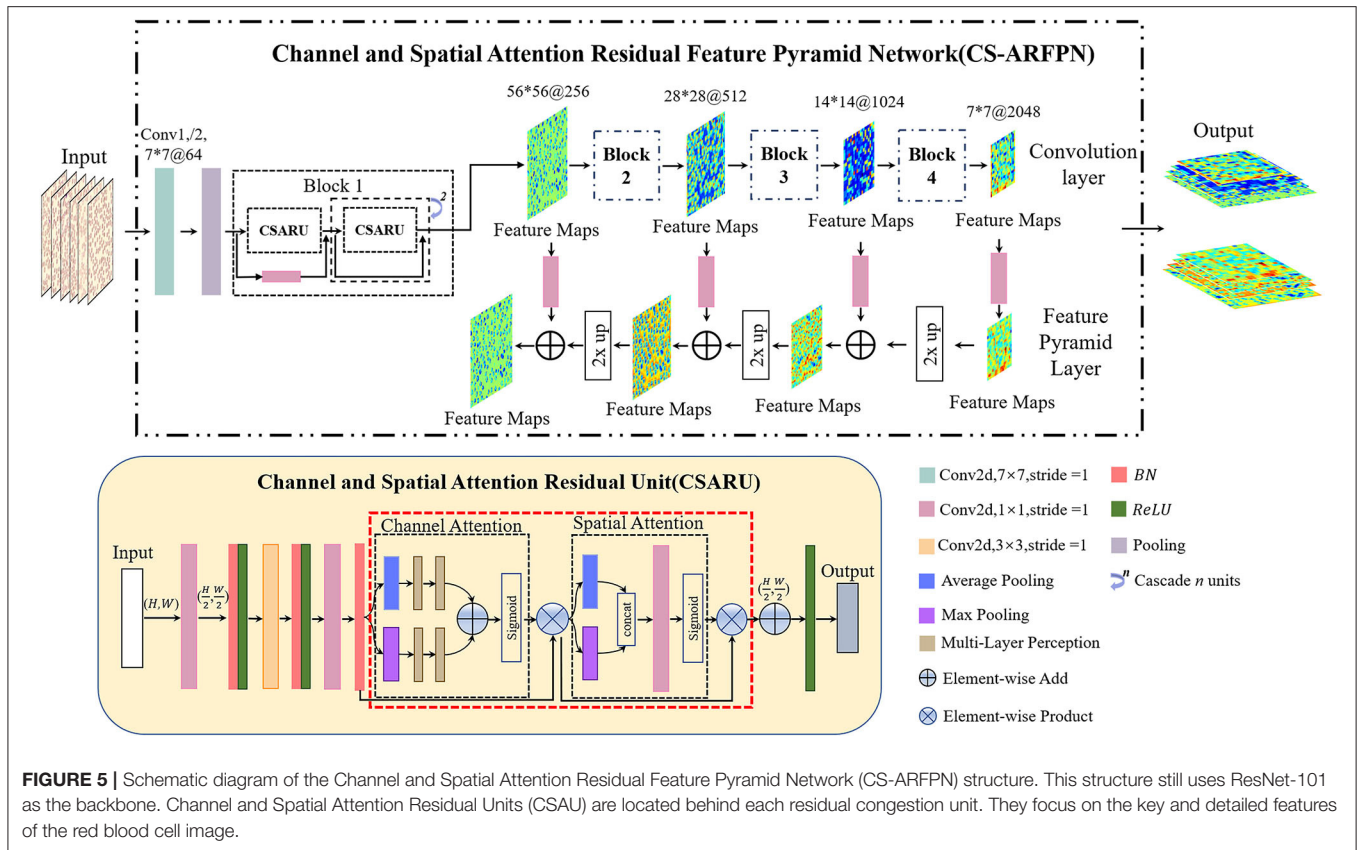 Channel and Spatial Attention Residual Feature Pyramid Network(CS-ARFPN)
Input
Conv1,/2,
7*7@64
Block 1
CSARU
CSARU
2
56*56@256
28*28@512
14*14@1024
7*7@2048
Block
2
Block
3
Block
4
Convolution
layer
Output
Feature Maps
Feature Maps
Feature Maps
Feature Maps
2x up
2x up
2x up
Feature
Pyramid
Layer
Feature Maps
Feature Maps
Feature Maps
Feature Maps
Channel and Spatial Attention Residual Unit(CSARU)
Input
(H,W)
(H/2,W/2)
Channel Attention
Sigmoid
Spatial Attention
concat
Sigmoid
(H/2,W/2)
Output
Conv2d,7×7,stride =1
Conv2d,1×1,stride =1
Conv2d,3×3,stride =1
Average Pooling
Max Pooling
Multi-Layer Perception
Element-wise Add
Element-wise Product
BN
ReLU
Pooling
n Cascade n units
FIGURE 5 | Schematic diagram of the Channel and Spatial Attention Residual Feature Pyramid Network (CS-ARFPN) structure. This structure still uses ResNet-101
as the backbone. Channel and Spatial Attention Residual Units (CSAU) are located behind each residual congestion unit. They focus on the key and detailed features
of the red blood cell image.